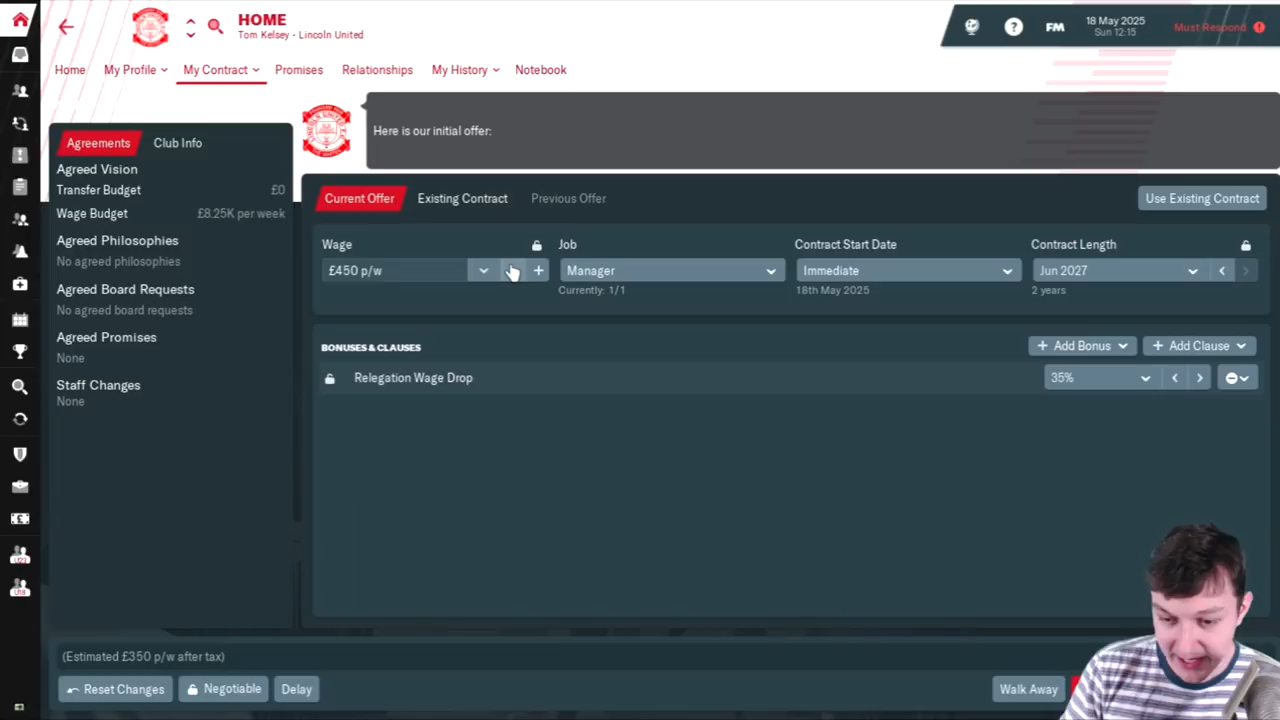 HOME
Tom Kelsey - Lincoln United
FM
18 May 2025
Sun 12:15
Must Respond
Home
My Profile
My Contract
Promises
Relationships
My History
Notebook
Here is our initial offer:
Agreements
Club Info
Agreed Vision
Transfer Budget £0
Wage Budget £8.25K per week
Agreed Philosophies
No agreed philosophies
Agreed Board Requests
No agreed board requests
Agreed Promises
None
Staff Changes
None
Current Offer
Existing Contract
Previous Offer
Use Existing Contract
Wage
£450 p/w
Job
Manager
Currently: 1/1
Contract Start Date
Immediate
18th May 2025
Contract Length
Jun 2027
2 years
BONUSES & CLAUSES
+ Add Bonus
+ Add Clause
Relegation Wage Drop
35%
(Estimated £350 p/w after tax)
Reset Changes
Negotiable
Delay
Walk Away
U23
U18